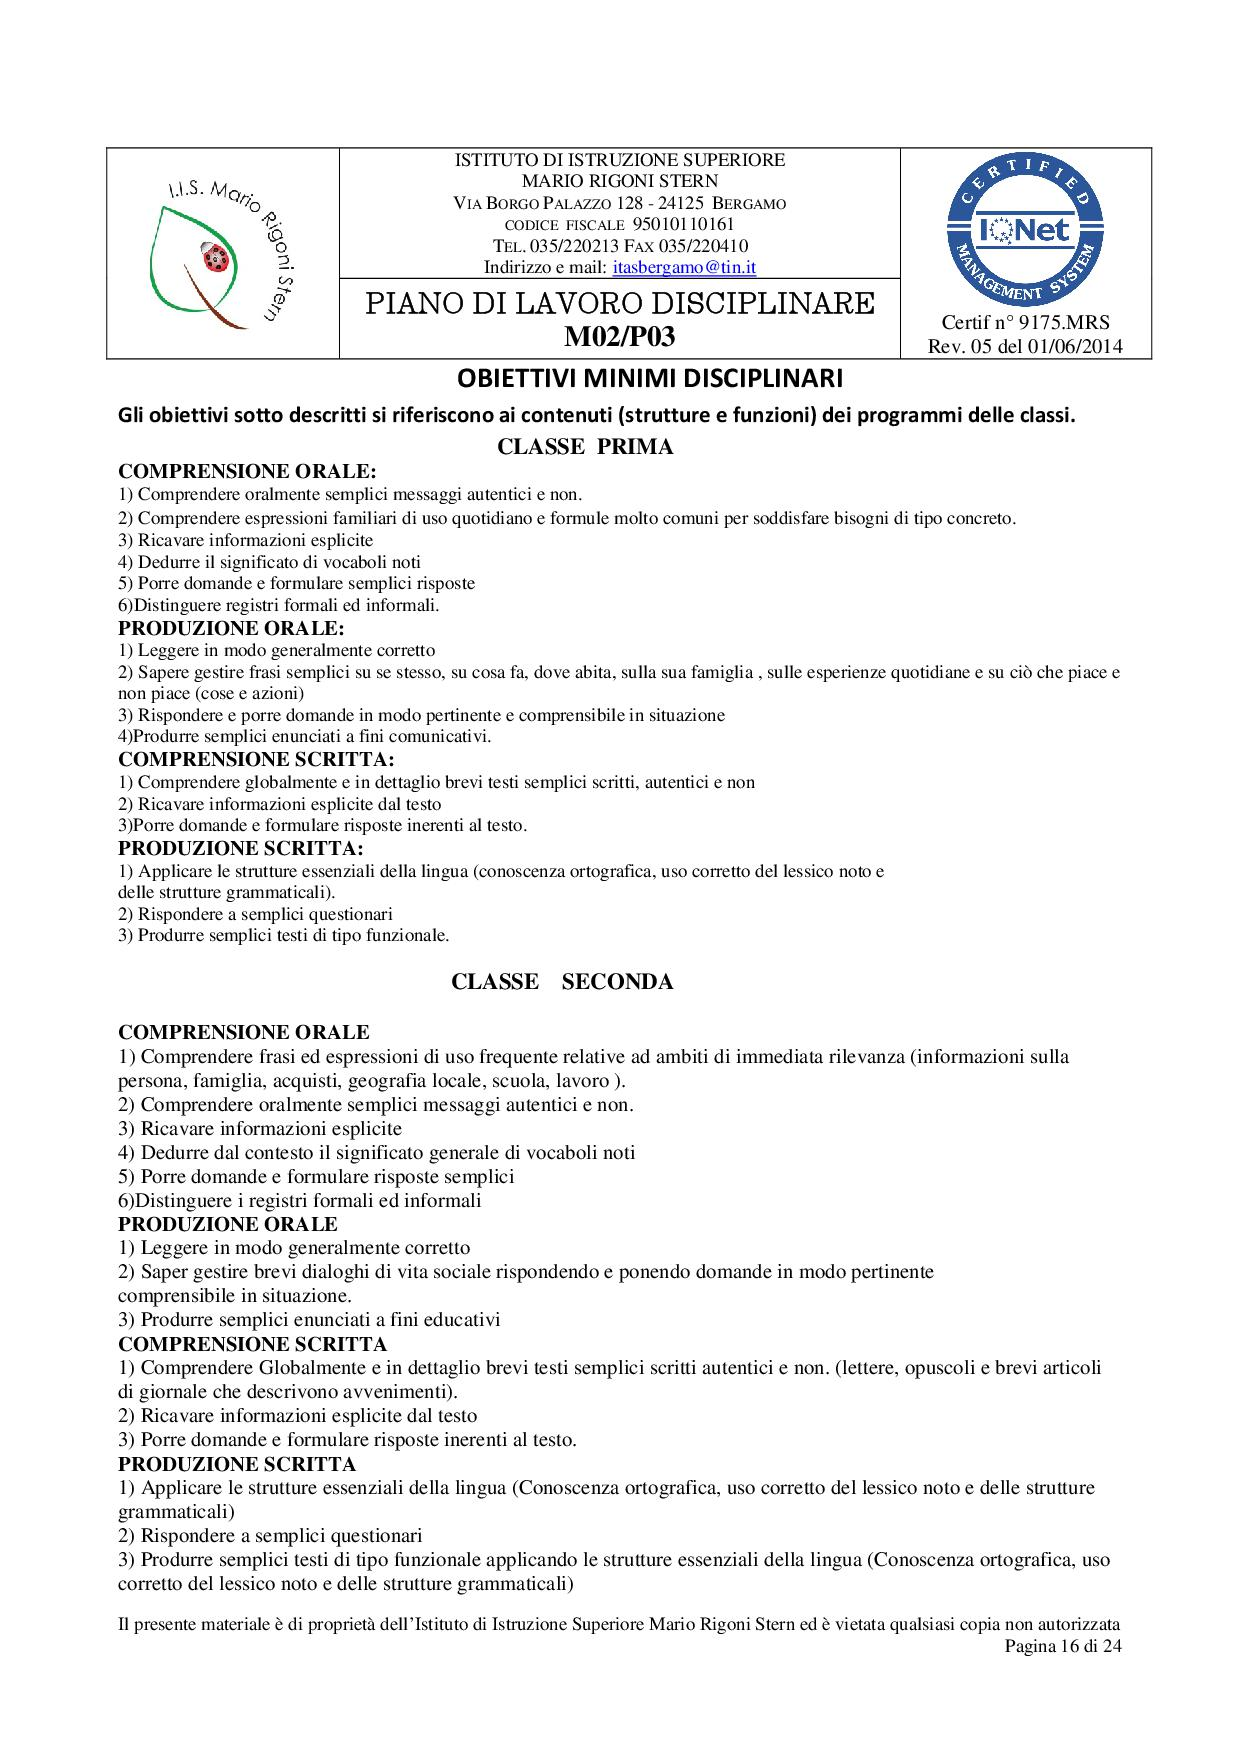 I.I.S. Mario Rigoni Stern
ISTITUTO DI ISTRUZIONE SUPERIORE
MARIO RIGONI STERN
VIA BORGO PALAZZO 128 - 24125 BERGAMO
CODICE FISCALE 95010110161
TEL. 035/220213 FAX 035/220410
Indirizzo e mail: itasbergamo@tin.it
PIANO DI LAVORO DISCIPLINARE
M02/P03
CERTIFIED
IQNet
MANAGEMENT SYSTEM
Certif n° 9175.MRS
Rev. 05 del 01/06/2014
OBIETTIVI MINIMI DISCIPLINARI
Gli obiettivi sotto descritti si riferiscono ai contenuti (strutture e funzioni) dei programmi delle classi.
CLASSE PRIMA
COMPRENSIONE ORALE:
1) Comprendere oralmente semplici messaggi autentici e non.
2) Comprendere espressioni familiari di uso quotidiano e formule molto comuni per soddisfare bisogni di tipo concreto.
3) Ricavare informazioni esplicite
4) Dedurre il significato di vocaboli noti
5) Porre domande e formulare semplici risposte
6)Distinguere registri formali ed informali.
PRODUZIONE ORALE:
1) Leggere in modo generalmente corretto
2) Sapere gestire frasi semplici su se stesso, su cosa fa, dove abita, sulla sua famiglia , sulle esperienze quotidiane e su ciò che piace e
non piace (cose e azioni)
3) Rispondere e porre domande in modo pertinente e comprensibile in situazione
4)Produrre semplici enunciati a fini comunicativi.
COMPRENSIONE SCRITTA:
1) Comprendere globalmente e in dettaglio brevi testi semplici scritti, autentici e non
2) Ricavare informazioni esplicite dal testo
3)Porre domande e formulare risposte inerenti al testo.
PRODUZIONE SCRITTA:
1) Applicare le strutture essenziali della lingua (conoscenza ortografica, uso corretto del lessico noto e
delle strutture grammaticali).
2) Rispondere a semplici questionari
3) Produrre semplici testi di tipo funzionale.
CLASSE SECONDA
COMPRENSIONE ORALE
1) Comprendere frasi ed espressioni di uso frequente relative ad ambiti di immediata rilevanza (informazioni sulla
persona, famiglia, acquisti, geografia locale, scuola, lavoro ).
2) Comprendere oralmente semplici messaggi autentici e non.
3) Ricavare informazioni esplicite
4) Dedurre dal contesto il significato generale di vocaboli noti
5) Porre domande e formulare risposte semplici
6)Distinguere i registri formali ed informali
PRODUZIONE ORALE
1) Leggere in modo generalmente corretto
2) Saper gestire brevi dialoghi di vita sociale rispondendo e ponendo domande in modo pertinente
comprensibile in situazione.
3) Produrre semplici enunciati a fini educativi
COMPRENSIONE SCRITTA
1) Comprendere Globalmente e in dettaglio brevi testi semplici scritti autentici e non. (lettere, opuscoli e brevi articoli
di giornale che descrivono avvenimenti).
2) Ricavare informazioni esplicite dal testo
3) Porre domande e formulare risposte inerenti al testo.
PRODUZIONE SCRITTA
1) Applicare le strutture essenziali della lingua (Conoscenza ortografica, uso corretto del lessico noto e delle strutture
grammaticali)
2) Rispondere a semplici questionari
3) Produrre semplici testi di tipo funzionale applicando le strutture essenziali della lingua (Conoscenza ortografica, uso
corretto del lessico noto e delle strutture grammaticali)
Il presente materiale è di proprietà dell’Istituto di Istruzione Superiore Mario Rigoni Stern ed è vietata qualsiasi copia non autorizzata
Pagina 16 di 24